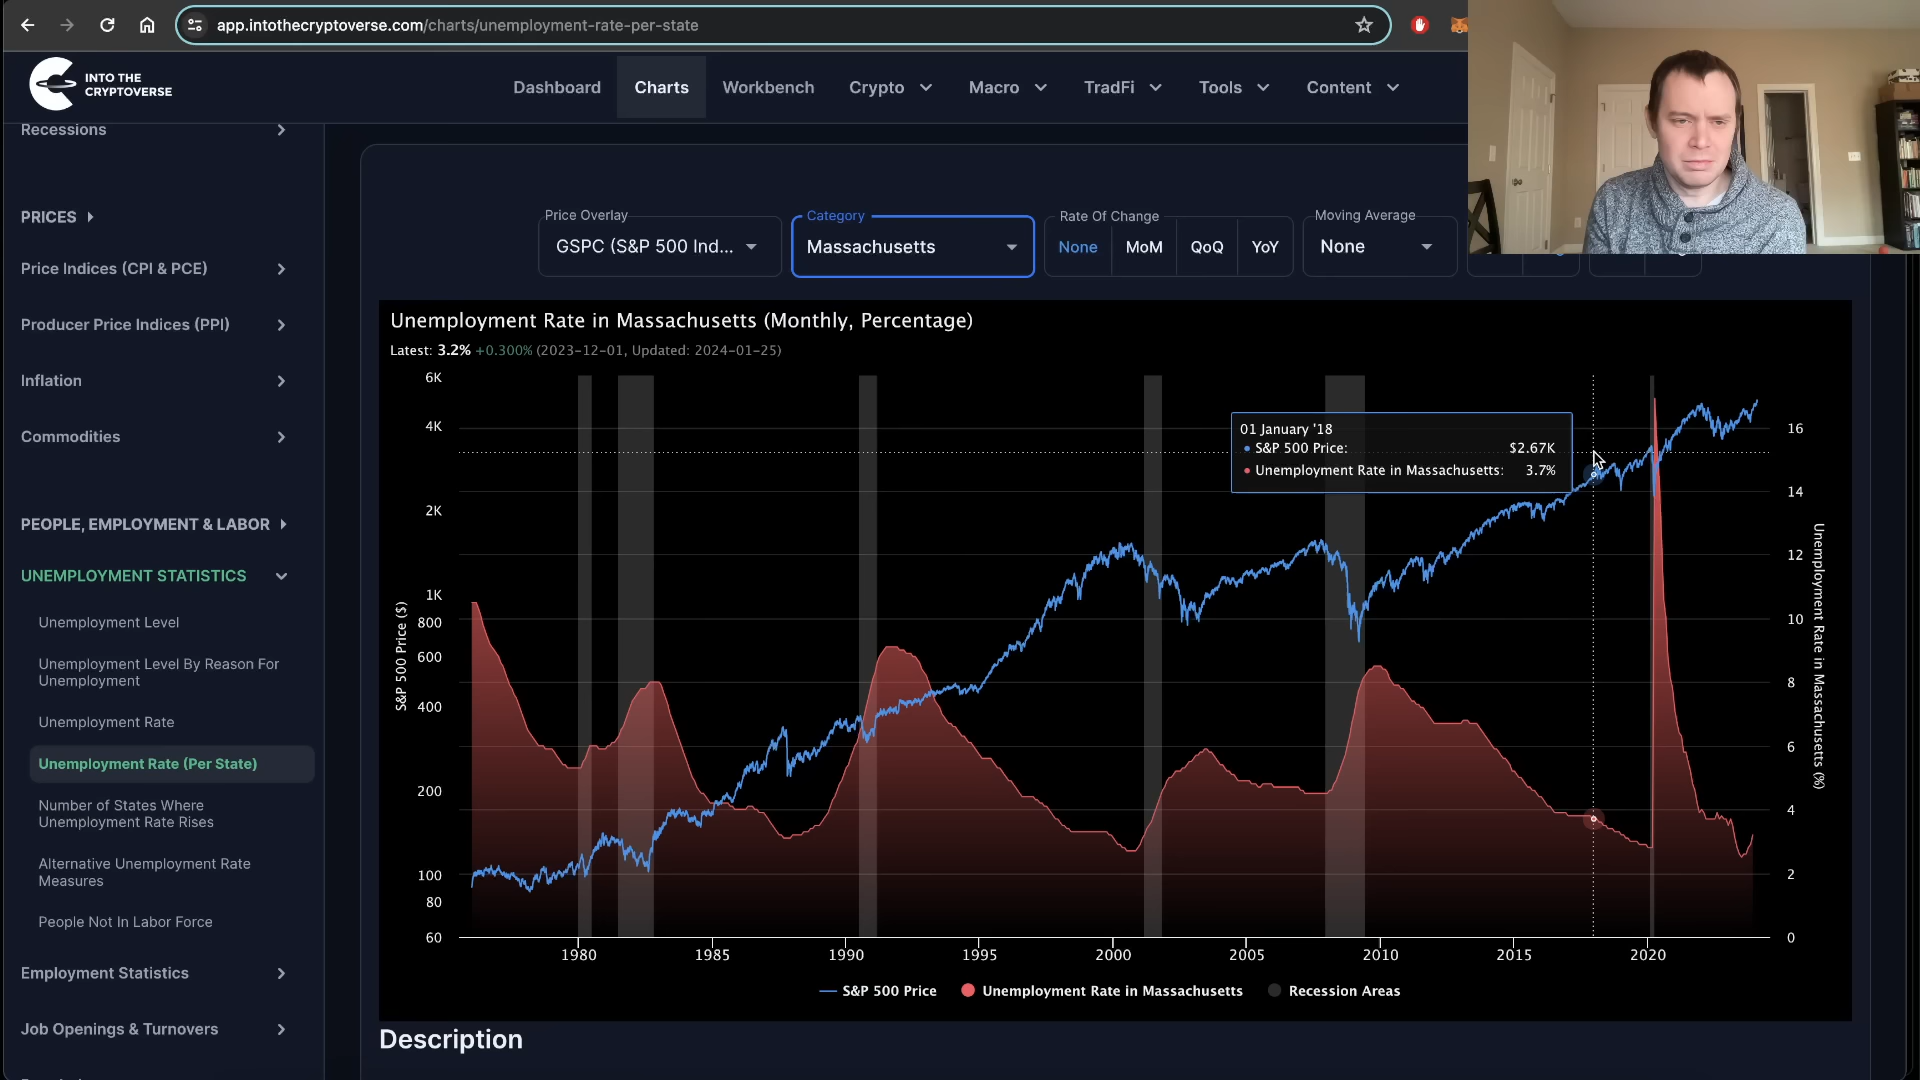 app.intothecryptoverse.com/charts/unemployment-rate-per-state
INTO THE
CRYPTOVERSE
Dashboard
Charts
Workbench
Crypto
Macro
TradFi
Tools
Content
Recessions
PRICES
Price Indices (CPI & PCE)
Producer Price Indices (PPI)
Inflation
Commodities
PEOPLE, EMPLOYMENT & LABOR
UNEMPLOYMENT STATISTICS
Unemployment Level
Unemployment Level By Reason For
Unemployment
Unemployment Rate
Unemployment Rate (Per State)
Number of States Where
Unemployment Rate Rises
Alternative Unemployment Rate
Measures
People Not In Labor Force
Employment Statistics
Job Openings & Turnovers
Price Overlay
GSPC (S&P 500 Ind...
Category
Massachusetts
Rate Of Change
None
MoM
QoQ
YoY
Moving Average
None
Unemployment Rate in Massachusetts (Monthly, Percentage)
Latest: 3.2% +0.300% (2023-12-01, Updated: 2024-01-25)
6K
4K
2K
1K
800
600
400
200
100
80
60
S&P 500 Price ($)
01 January '18
S&P 500 Price: $2.67K
Unemployment Rate in Massachusetts: 3.7%
16
14
12
10
8
6
4
2
0
Unemployment Rate in Massachusetts (%)
1980
1985
1990
1995
2000
2005
2010
2015
2020
S&P 500 Price
Unemployment Rate in Massachusetts
Recession Areas
Description